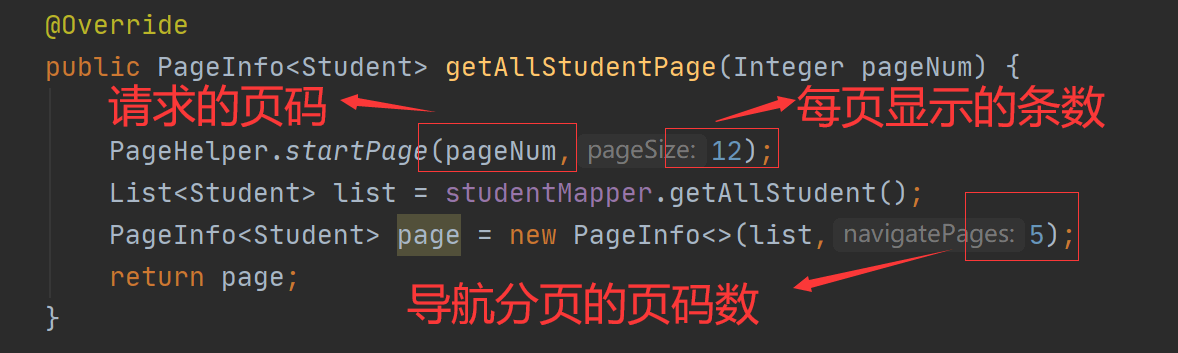 @Override
public PageInfo<Student> getAllStudentPage(Integer pageNum) {
请求的页码
每页显示的条数
PageHelper.startPage(pageNum, pageSize: 12);
List<Student> list = studentMapper.getAllStudent();
PageInfo<Student> page = new PageInfo<>(list, navigatePages: 5);
return page;
导航分页的页码数
}